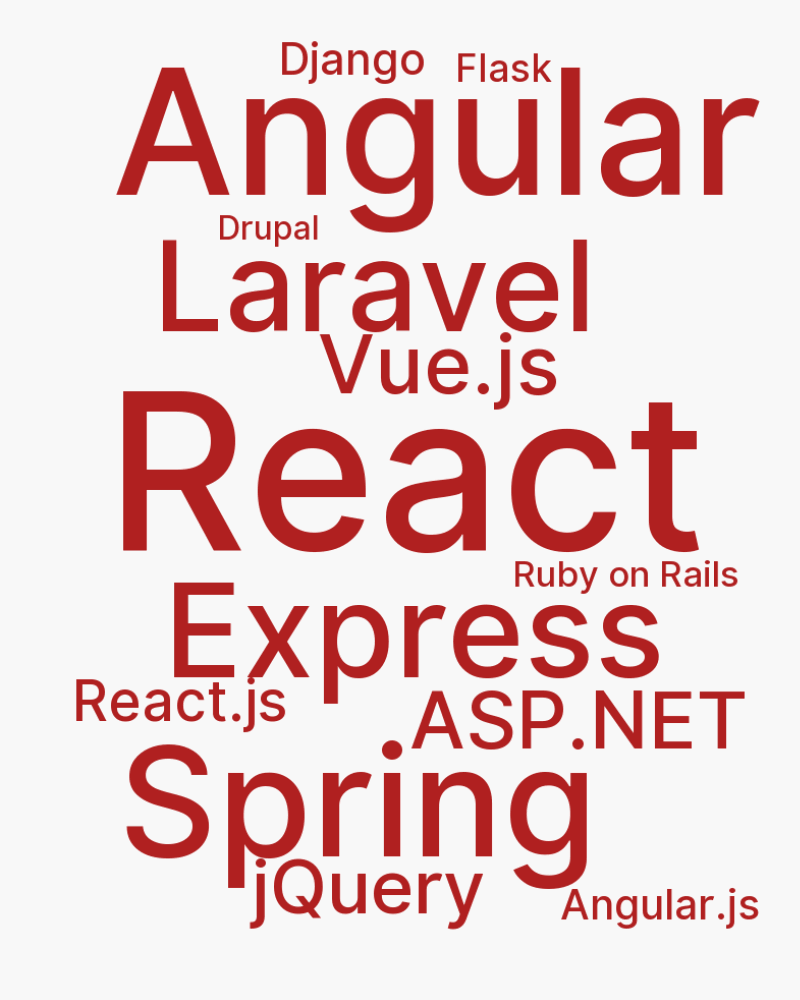 Django
Flask
Angular
Drupal
Laravel
Vue.js
React
Ruby on Rails
Express
React.js
ASP.NET
Spring
jQuery
Angular.js